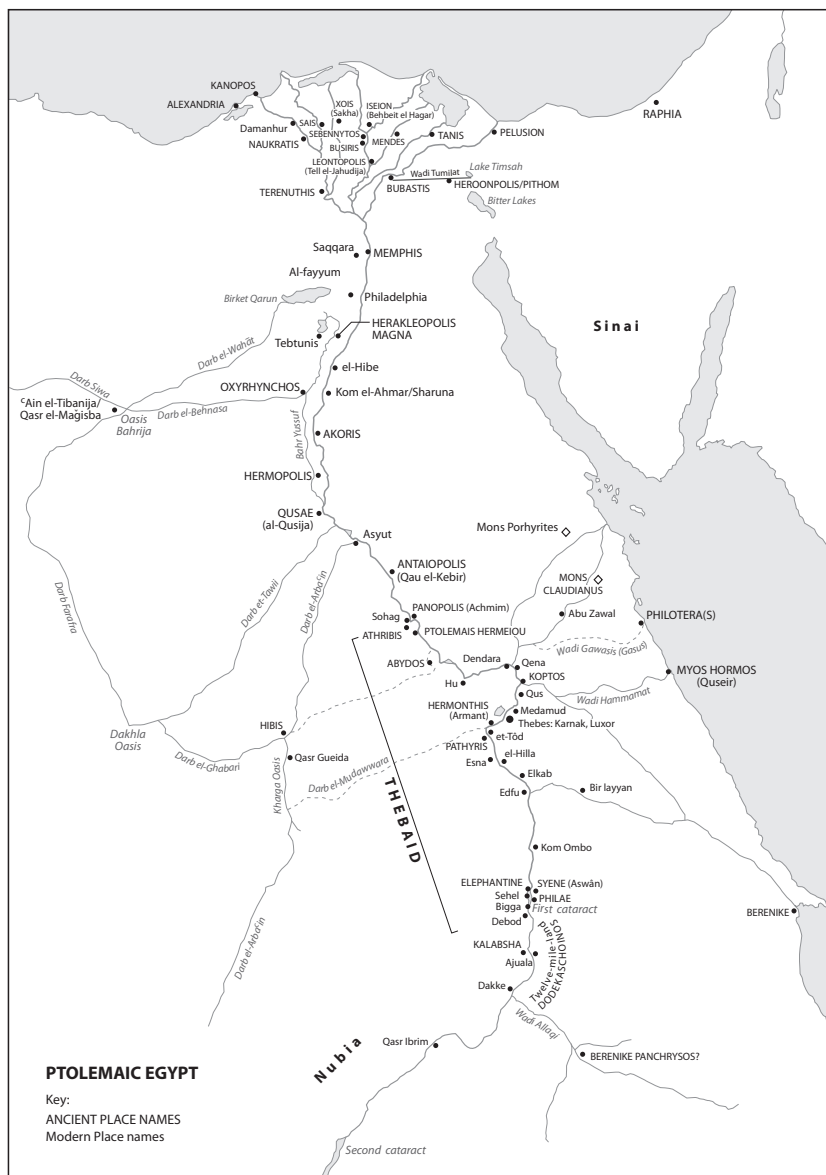 KANOPOS
ALEXANDRIA
XOIS
(Sakha)
ISEION
(Behbeit el Hagar)
RAPHIA
Damanhur
SAIS
SEBENNYTOS
MENDES
TANIS
PELUSION
NAUKRATIS
BUSIRIS
LEONTOPOLIS
(Tell el-Jahudija)
Lake Timsah
Wadi Tumilat
TERENUTHIS
BUBASTIS
HEROONPOLIS/PITHOM
Bitter Lakes
Saqqara
MEMPHIS
Al-fayyum
Birket Qarun
Philadelphia
HERAKLEOPOLIS
MAGNA
Sinai
Tebtunis
Darb el-Wahāt
el-Hibe
Darb Siwa
OXYRHYNCHOS
Kom el-Ahmar/Sharuna
ᶜAin el-Tibanija/
Qasr el-Maġisba
Oasis
Bahrija
Darb el-Behnasa
Bahr Yussuf
AKORIS
HERMOPOLIS
QUSAE
(al-Qusija)
Asyut
Mons Porphyrites
ANTAIOPOLIS
(Qau el-Kebir)
MONS
CLAUDIANUS
Darb Farafra
Darb et-Tawil
Darb el-Arbaᶜin
PANOPOLIS (Achmim)
Sohag
ATHRIBIS
PTOLEMAIS HERMEIOU
Abu Zawal
PHILOTERA(S)
Wadi Gawasis (Gasus)
ABYDOS
Dendara
Qena
KOPTOS
MYOS HORMOS
(Quseir)
Hu
Qus
Wadi Hammamat
HERMONTHIS
(Armant)
Medamud
Thebes: Karnak, Luxor
HIBIS
Dakhla
Oasis
et-Tôd
PATHYRIS
Darb el-Ghabari
Qasr Gueida
el-Hilla
Esna
Darb el-Mudawwara
Kharga Oasis
Elkab
Edfu
Bir Iayyan
THEBAID
Kom Ombo
ELEPHANTINE
SYENE (Aswân)
Sehel
PHILAE
Bigga
First cataract
Debod
BERENIKE
KALABSHA
Ajuala
Twelve-mile-land
DODEKASCHOINOS
Darb el-Arbaᶜin
Dakke
Wadi Allaqi
Nubia
Qasr Ibrim
BERENIKE PANCHRYSOS?
PTOLEMAIC EGYPT
Key:
ANCIENT PLACE NAMES
Modern Place names
Second cataract